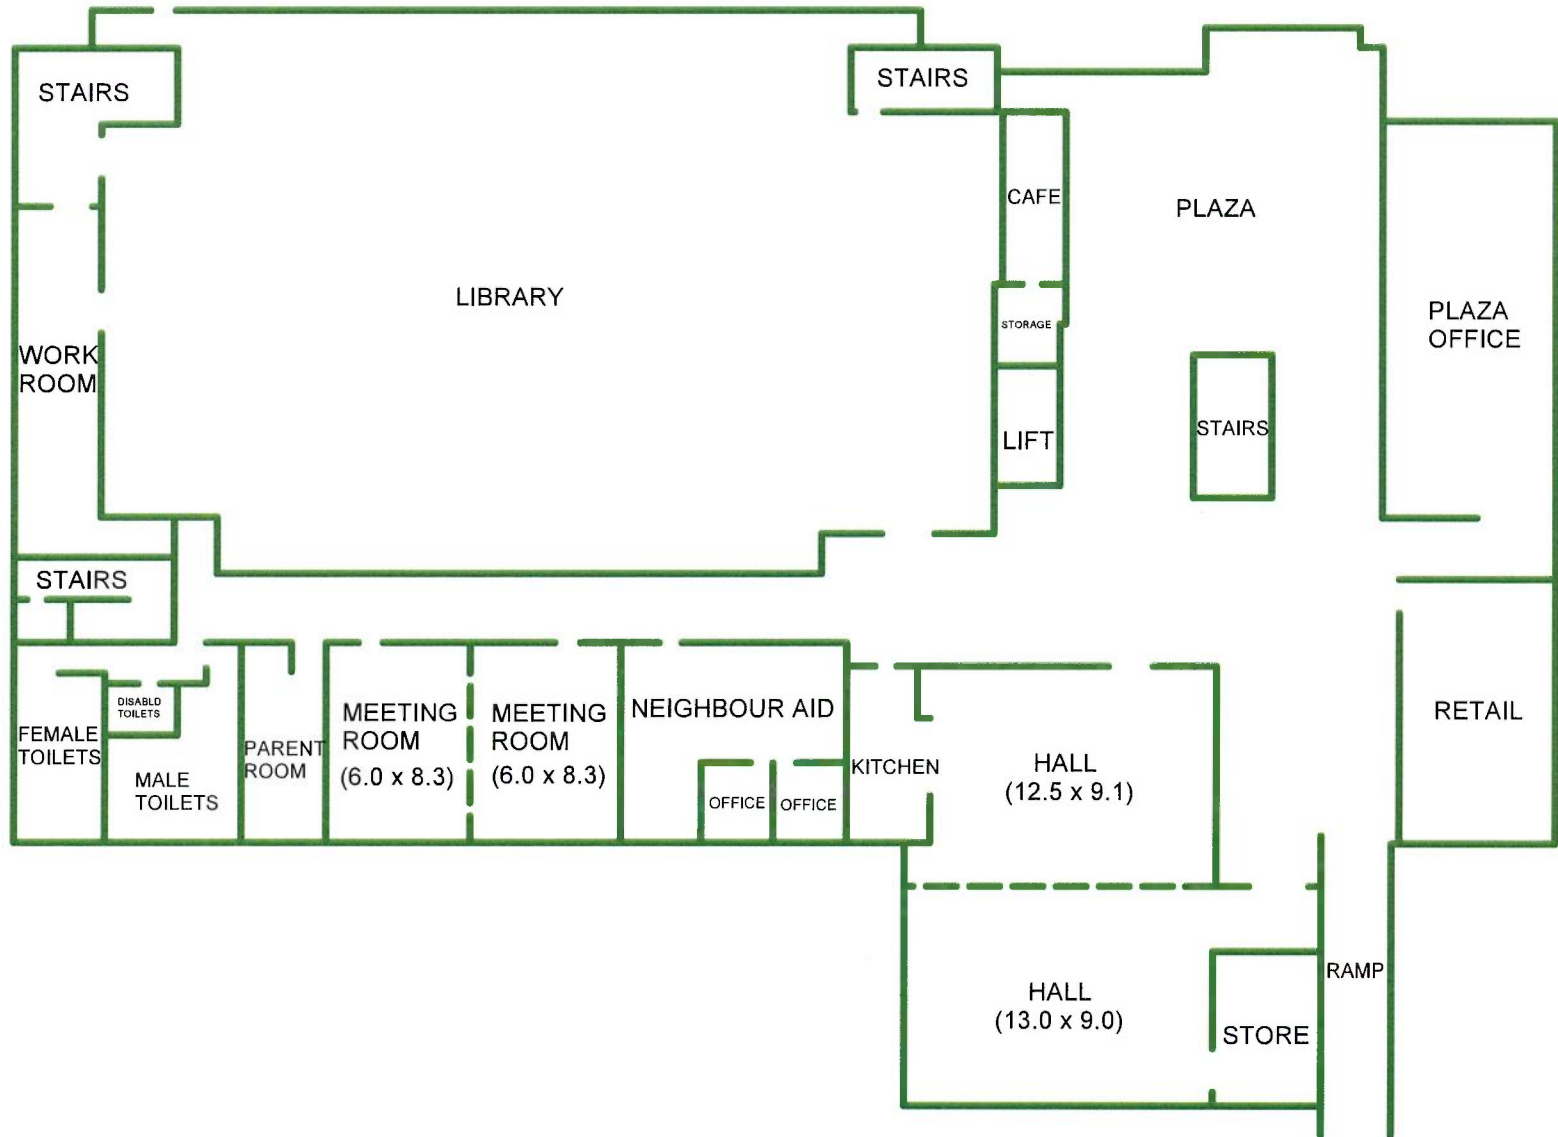 STAIRS
STAIRS
CAFE
PLAZA
LIBRARY
STORAGE
PLAZA
OFFICE
WORK
ROOM
LIFT
STAIRS
STAIRS
DISABLD
TOILETS
FEMALE
TOILETS
MALE
TOILETS
PARENT
ROOM
MEETING
ROOM
(6.0 x 8.3)
MEETING
ROOM
(6.0 x 8.3)
NEIGHBOUR AID
OFFICE
OFFICE
KITCHEN
HALL
(12.5 x 9.1)
RETAIL
HALL
(13.0 x 9.0)
STORE
RAMP